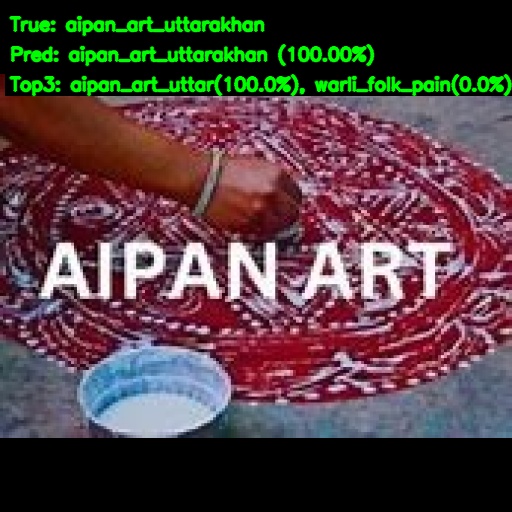 True: aipan_art_uttarakhan
Pred: aipan_art_uttarakhan (100.00%)
Top3: aipan_art_uttar(100.0%), warli_folk_pain(0.0%)
AIPAN ART